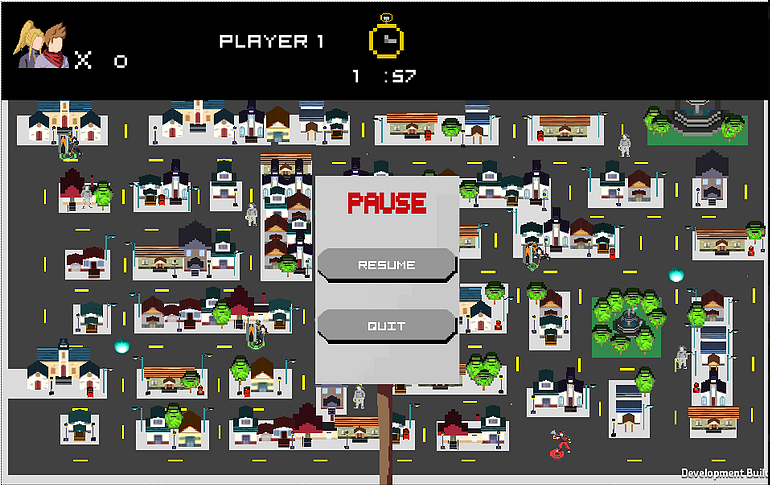 PLAYER 1
X 0
1 :57
PAUSE
RESUME
QUIT
Development Build